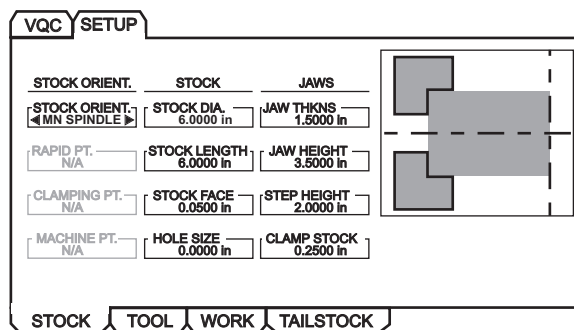 VQC SETUP
STOCK ORIENT. STOCK JAWS
STOCK ORIENT. STOCK DIA. JAW THKNS
MN SPINDLE 6.0000 in 1.5000 in
RAPID PT. STOCK LENGTH JAW HEIGHT
N/A 6.0000 in 3.5000 in
CLAMPING PT. STOCK FACE STEP HEIGHT
N/A 0.0500 in 2.0000 in
MACHINE PT. HOLE SIZE CLAMP STOCK
N/A 0.0000 in 0.2500 in
STOCK TOOL WORK TAILSTOCK